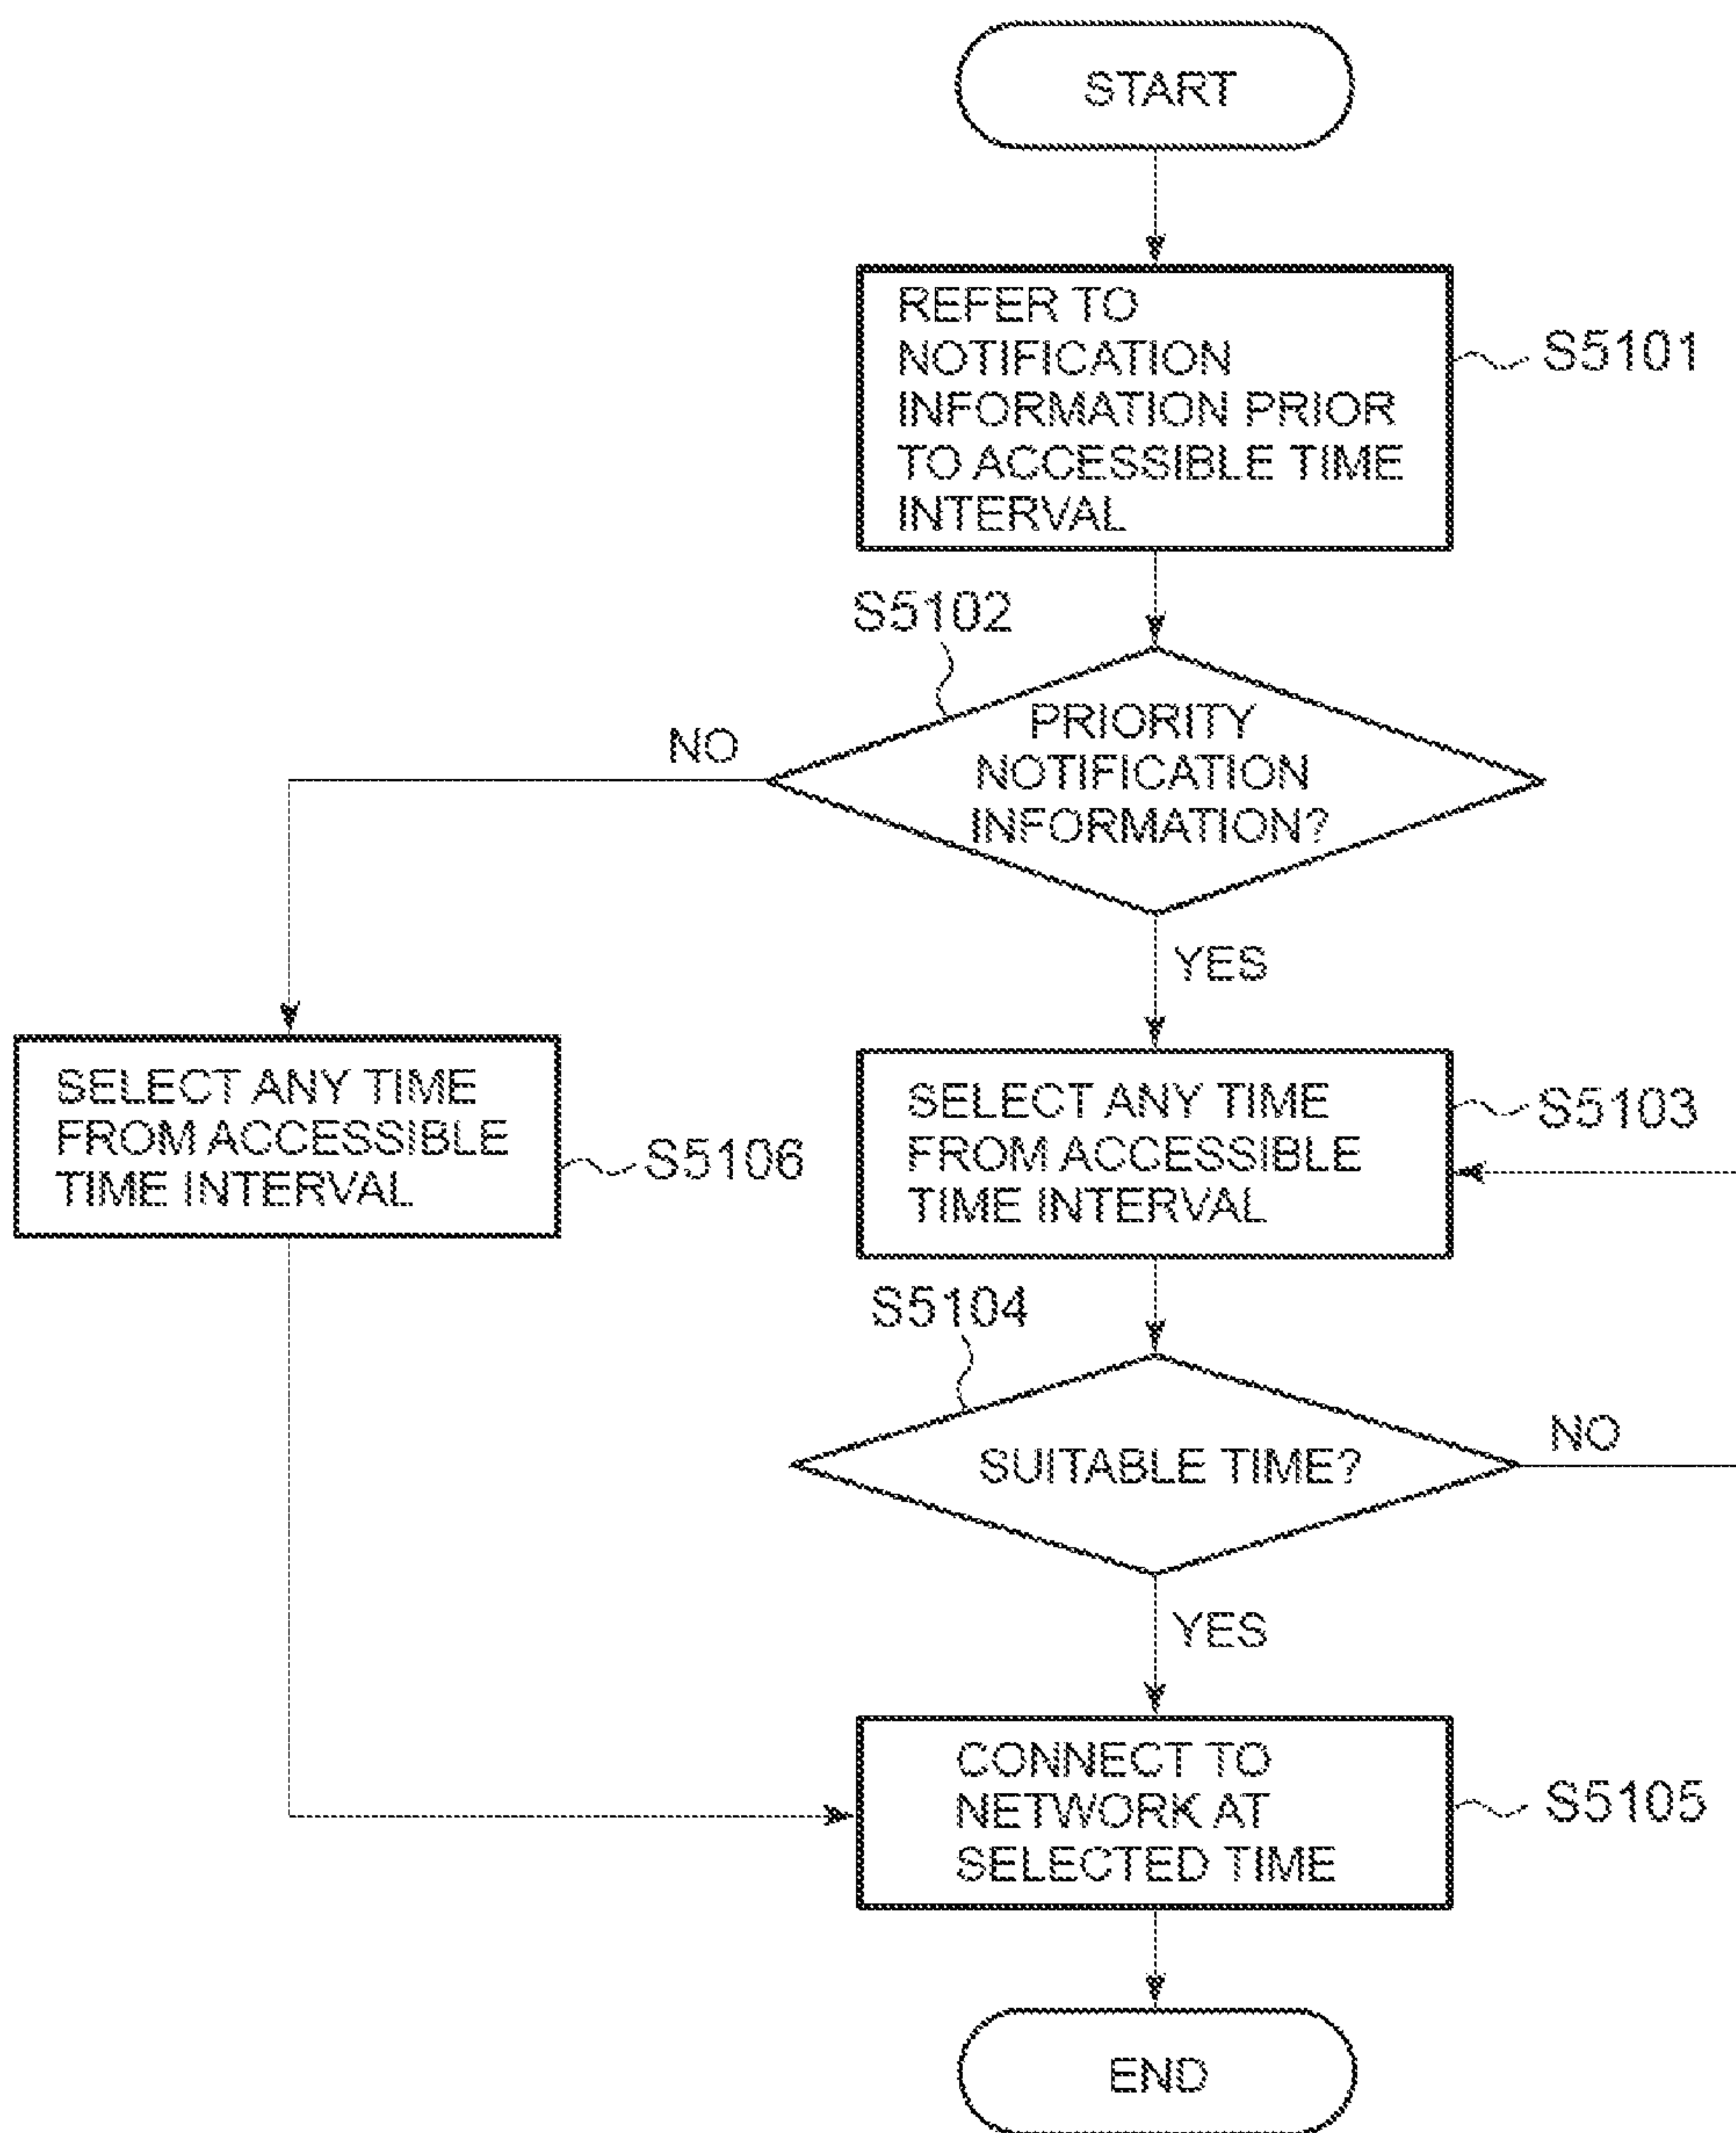 START
REFER TO
NOTIFICATION
INFORMATION PRIOR
TO ACCESSIBLE TIME
INTERVAL
S5101
S5102
PRIORITY
NOTIFICATION
INFORMATION?
NO
YES
SELECT ANY TIME
FROM ACCESSIBLE
TIME INTERVAL
S5106
SELECT ANY TIME
FROM ACCESSIBLE
TIME INTERVAL
S5103
S5104
SUITABLE TIME?
NO
YES
CONNECT TO
NETWORK AT
SELECTED TIME
S5105
END